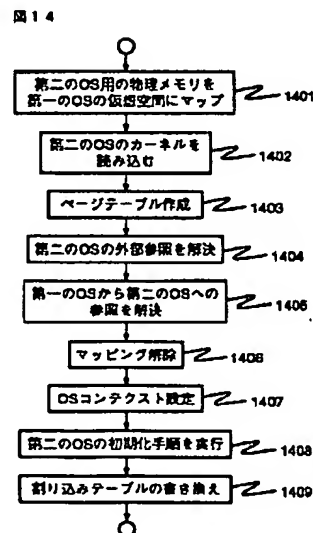 図14
第二のOS用の物理メモリを
第一のOSの仮想空間にマップ
1401
第二のOSのカーネルを
読み込む
1402
ページテーブル作成
1403
第二のOSの外部参照を解決
1404
第一のOSから第二のOSへの
参照を解決
1405
マッピング解除
1406
OSコンテクスト設定
1407
第二のOSの初期化手順を実行
1408
割り込みテーブルの書き換え
1409